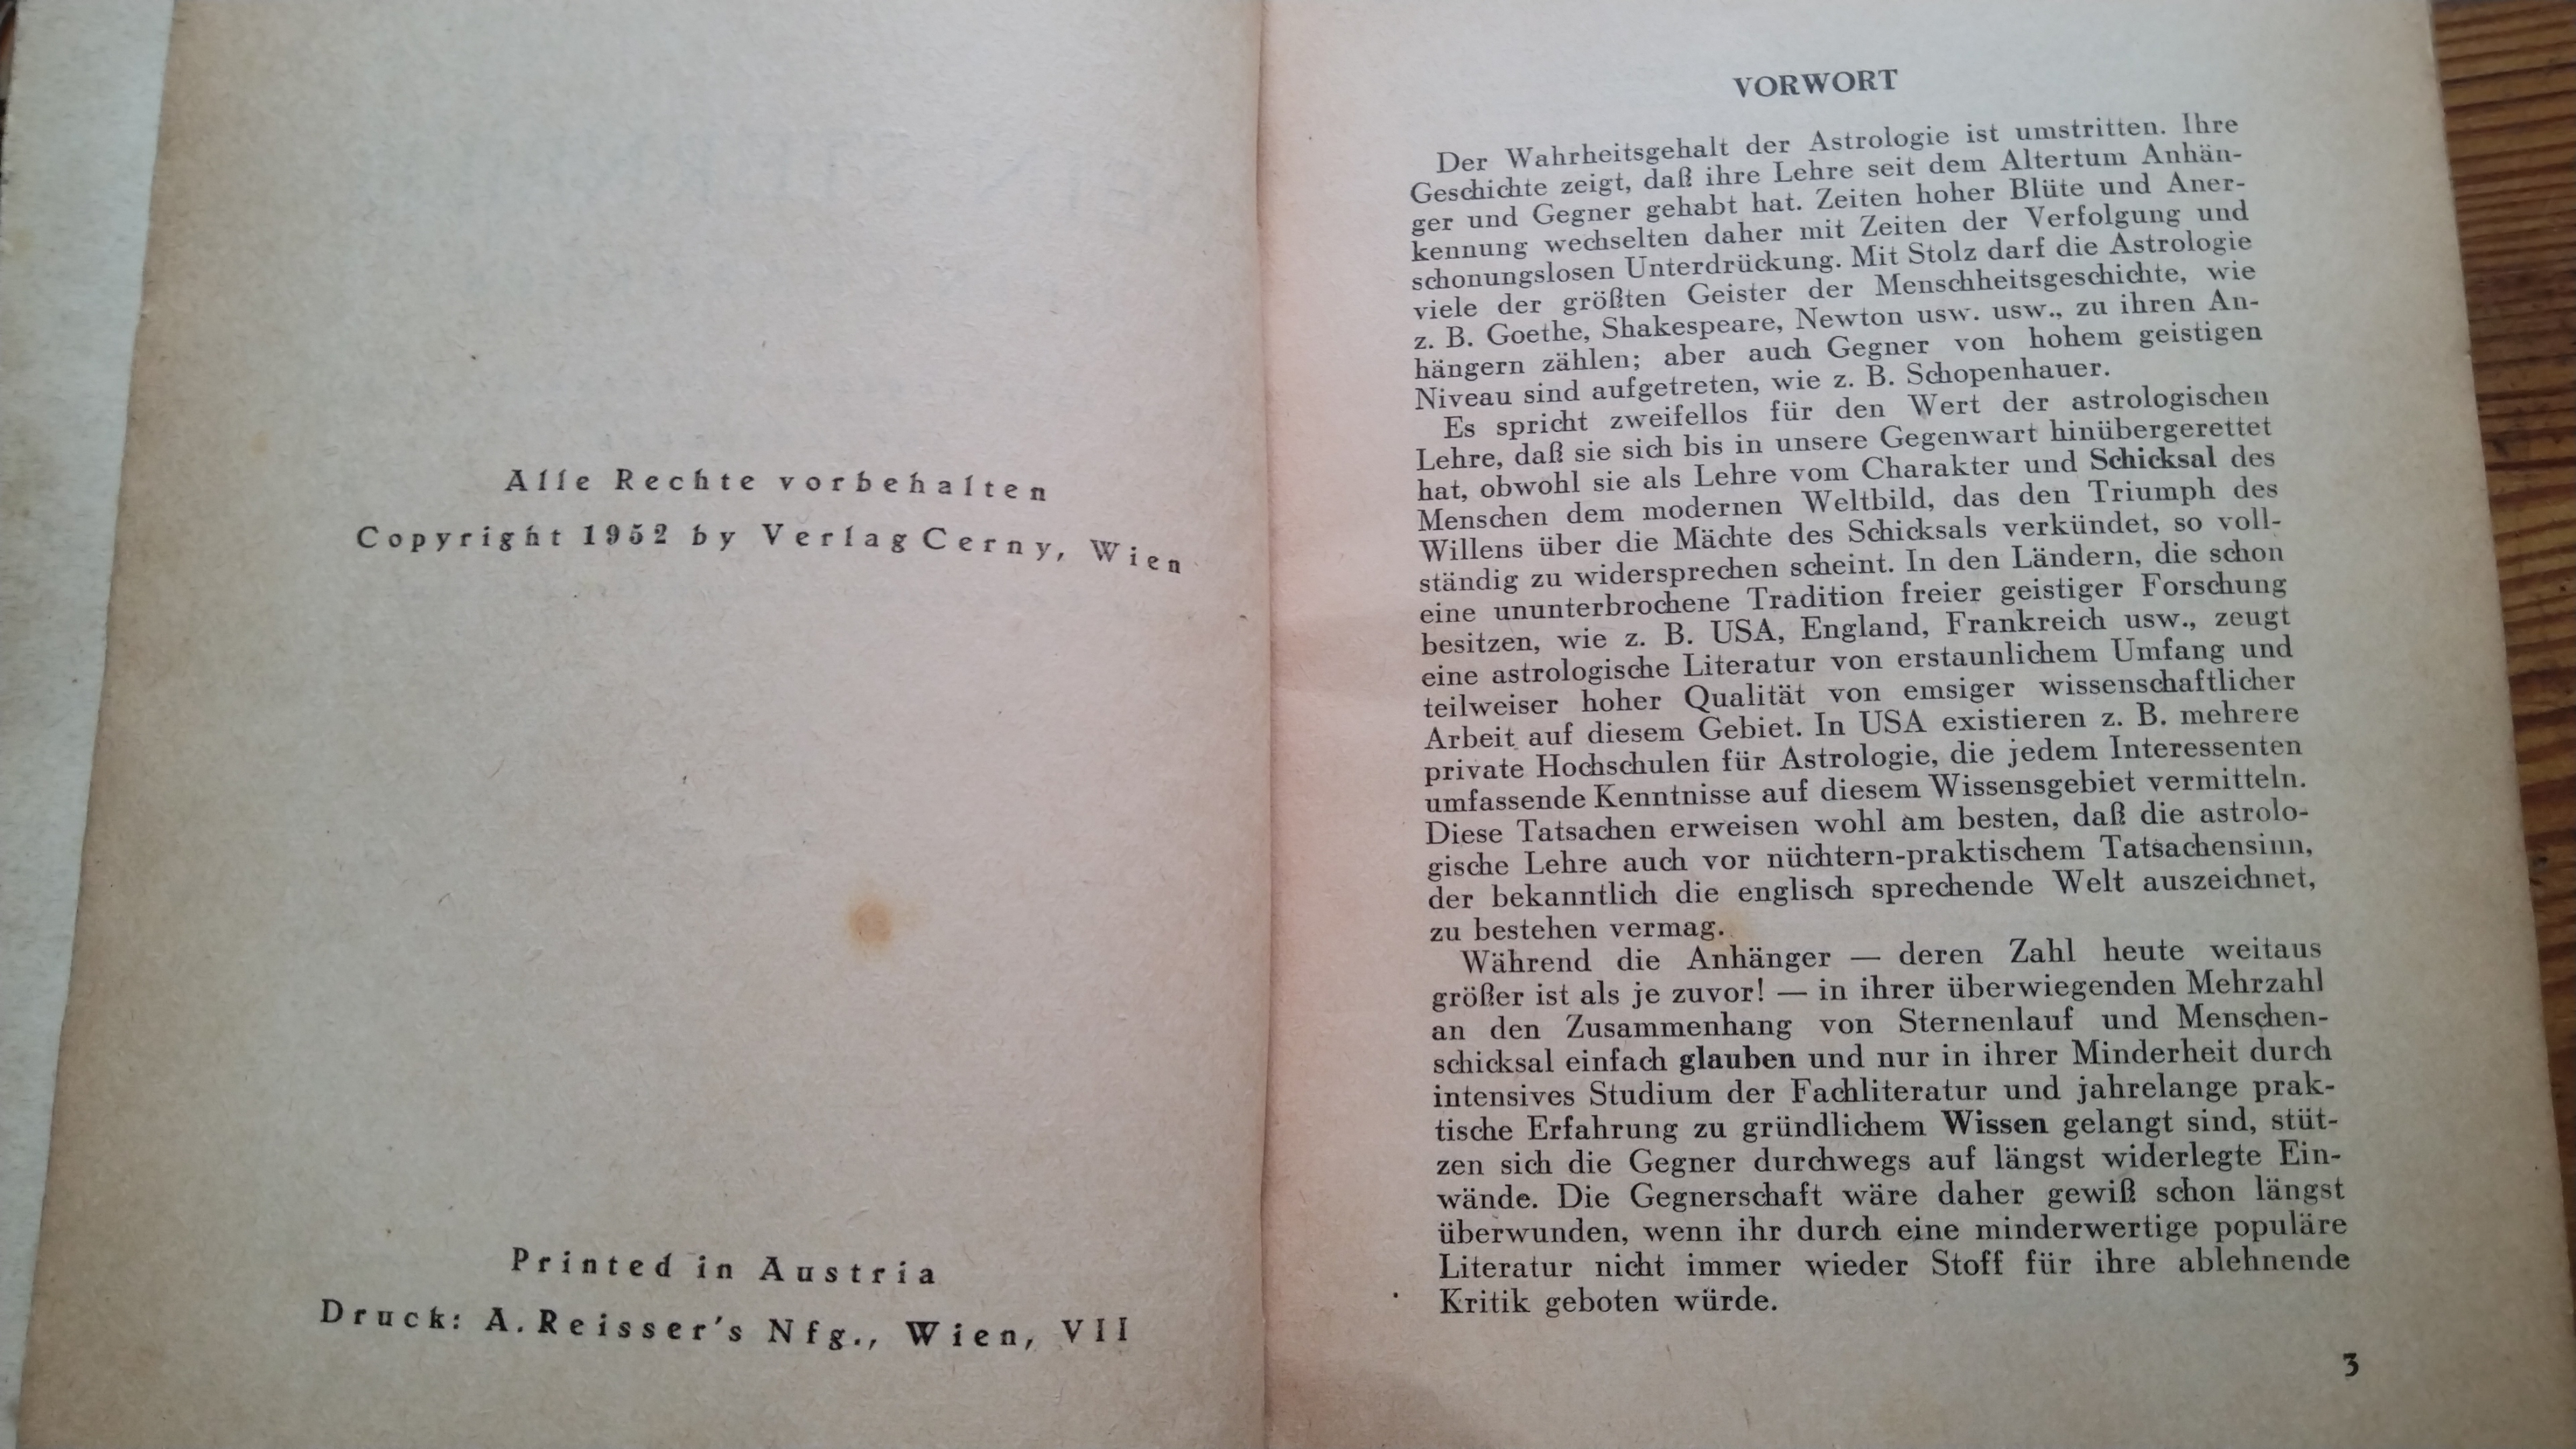 Alle Rechte vorbehalten
Copyright 1952 by Verlag Cerny, Wien
Printed in Austria
Druck: A. Reisser's Nfg., Wien, VII
VORWORT
Der Wahrheitsgehalt der Astrologie ist umstritten. Ihre
Geschichte zeigt, daß ihre Lehre seit dem Altertum Anhän-
ger und Gegner gehabt hat. Zeiten hoher Blüte und Aner-
kennung wechselten daher mit Zeiten der Verfolgung und
schonungslosen Unterdrückung. Mit Stolz darf die Astrologie
viele der größten Geister der Menschheitsgeschichte, wie
z. B. Goethe, Shakespeare, Newton usw. usw., zu ihren An-
hängern zählen; aber auch Gegner von hohem geistigen
Niveau sind aufgetreten, wie z. B. Schopenhauer.
Es spricht zweifellos für den Wert der astrologischen
Lehre, daß sie sich bis in unsere Gegenwart hinübergerettet
hat, obwohl sie als Lehre vom Charakter und Schicksal des
Menschen dem modernen Weltbild, das den Triumph des
Willens über die Mächte des Schicksals verkündet, so voll-
ständig zu widersprechen scheint. In den Ländern, die schon
eine ununterbrochene Tradition freier geistiger Forschung
besitzen, wie z. B. USA, England, Frankreich usw., zeugt
eine astrologische Literatur von erstaunlichem Umfang und
teilweiser hoher Qualität von emsiger wissenschaftlicher
Arbeit auf diesem Gebiet. In USA existieren z. B. mehrere
private Hochschulen für Astrologie, die jedem Interessenten
umfassende Kenntnisse auf diesem Wissensgebiet vermitteln.
Diese Tatsachen erweisen wohl am besten, daß die astrolo-
gische Lehre auch vor nüchtern-praktischem Tatsachensinn,
der bekanntlich die englisch sprechende Welt auszeichnet,
zu bestehen vermag.
Während die Anhänger — deren Zahl heute weitaus
größer ist als je zuvor! — in ihrer überwiegenden Mehrzahl
an den Zusammenhang von Sternenlauf und Menschen-
schicksal einfach glauben und nur in ihrer Minderheit durch
intensives Studium der Fachliteratur und jahrelange prak-
tische Erfahrung zu gründlichem Wissen gelangt sind, stüt-
zen sich die Gegner durchwegs auf längst widerlegte Ein-
wände. Die Gegnerschaft wäre daher gewiß schon längst
überwunden, wenn ihr durch eine minderwertige populäre
Literatur nicht immer wieder Stoff für ihre ablehnende
Kritik geboten würde.
3